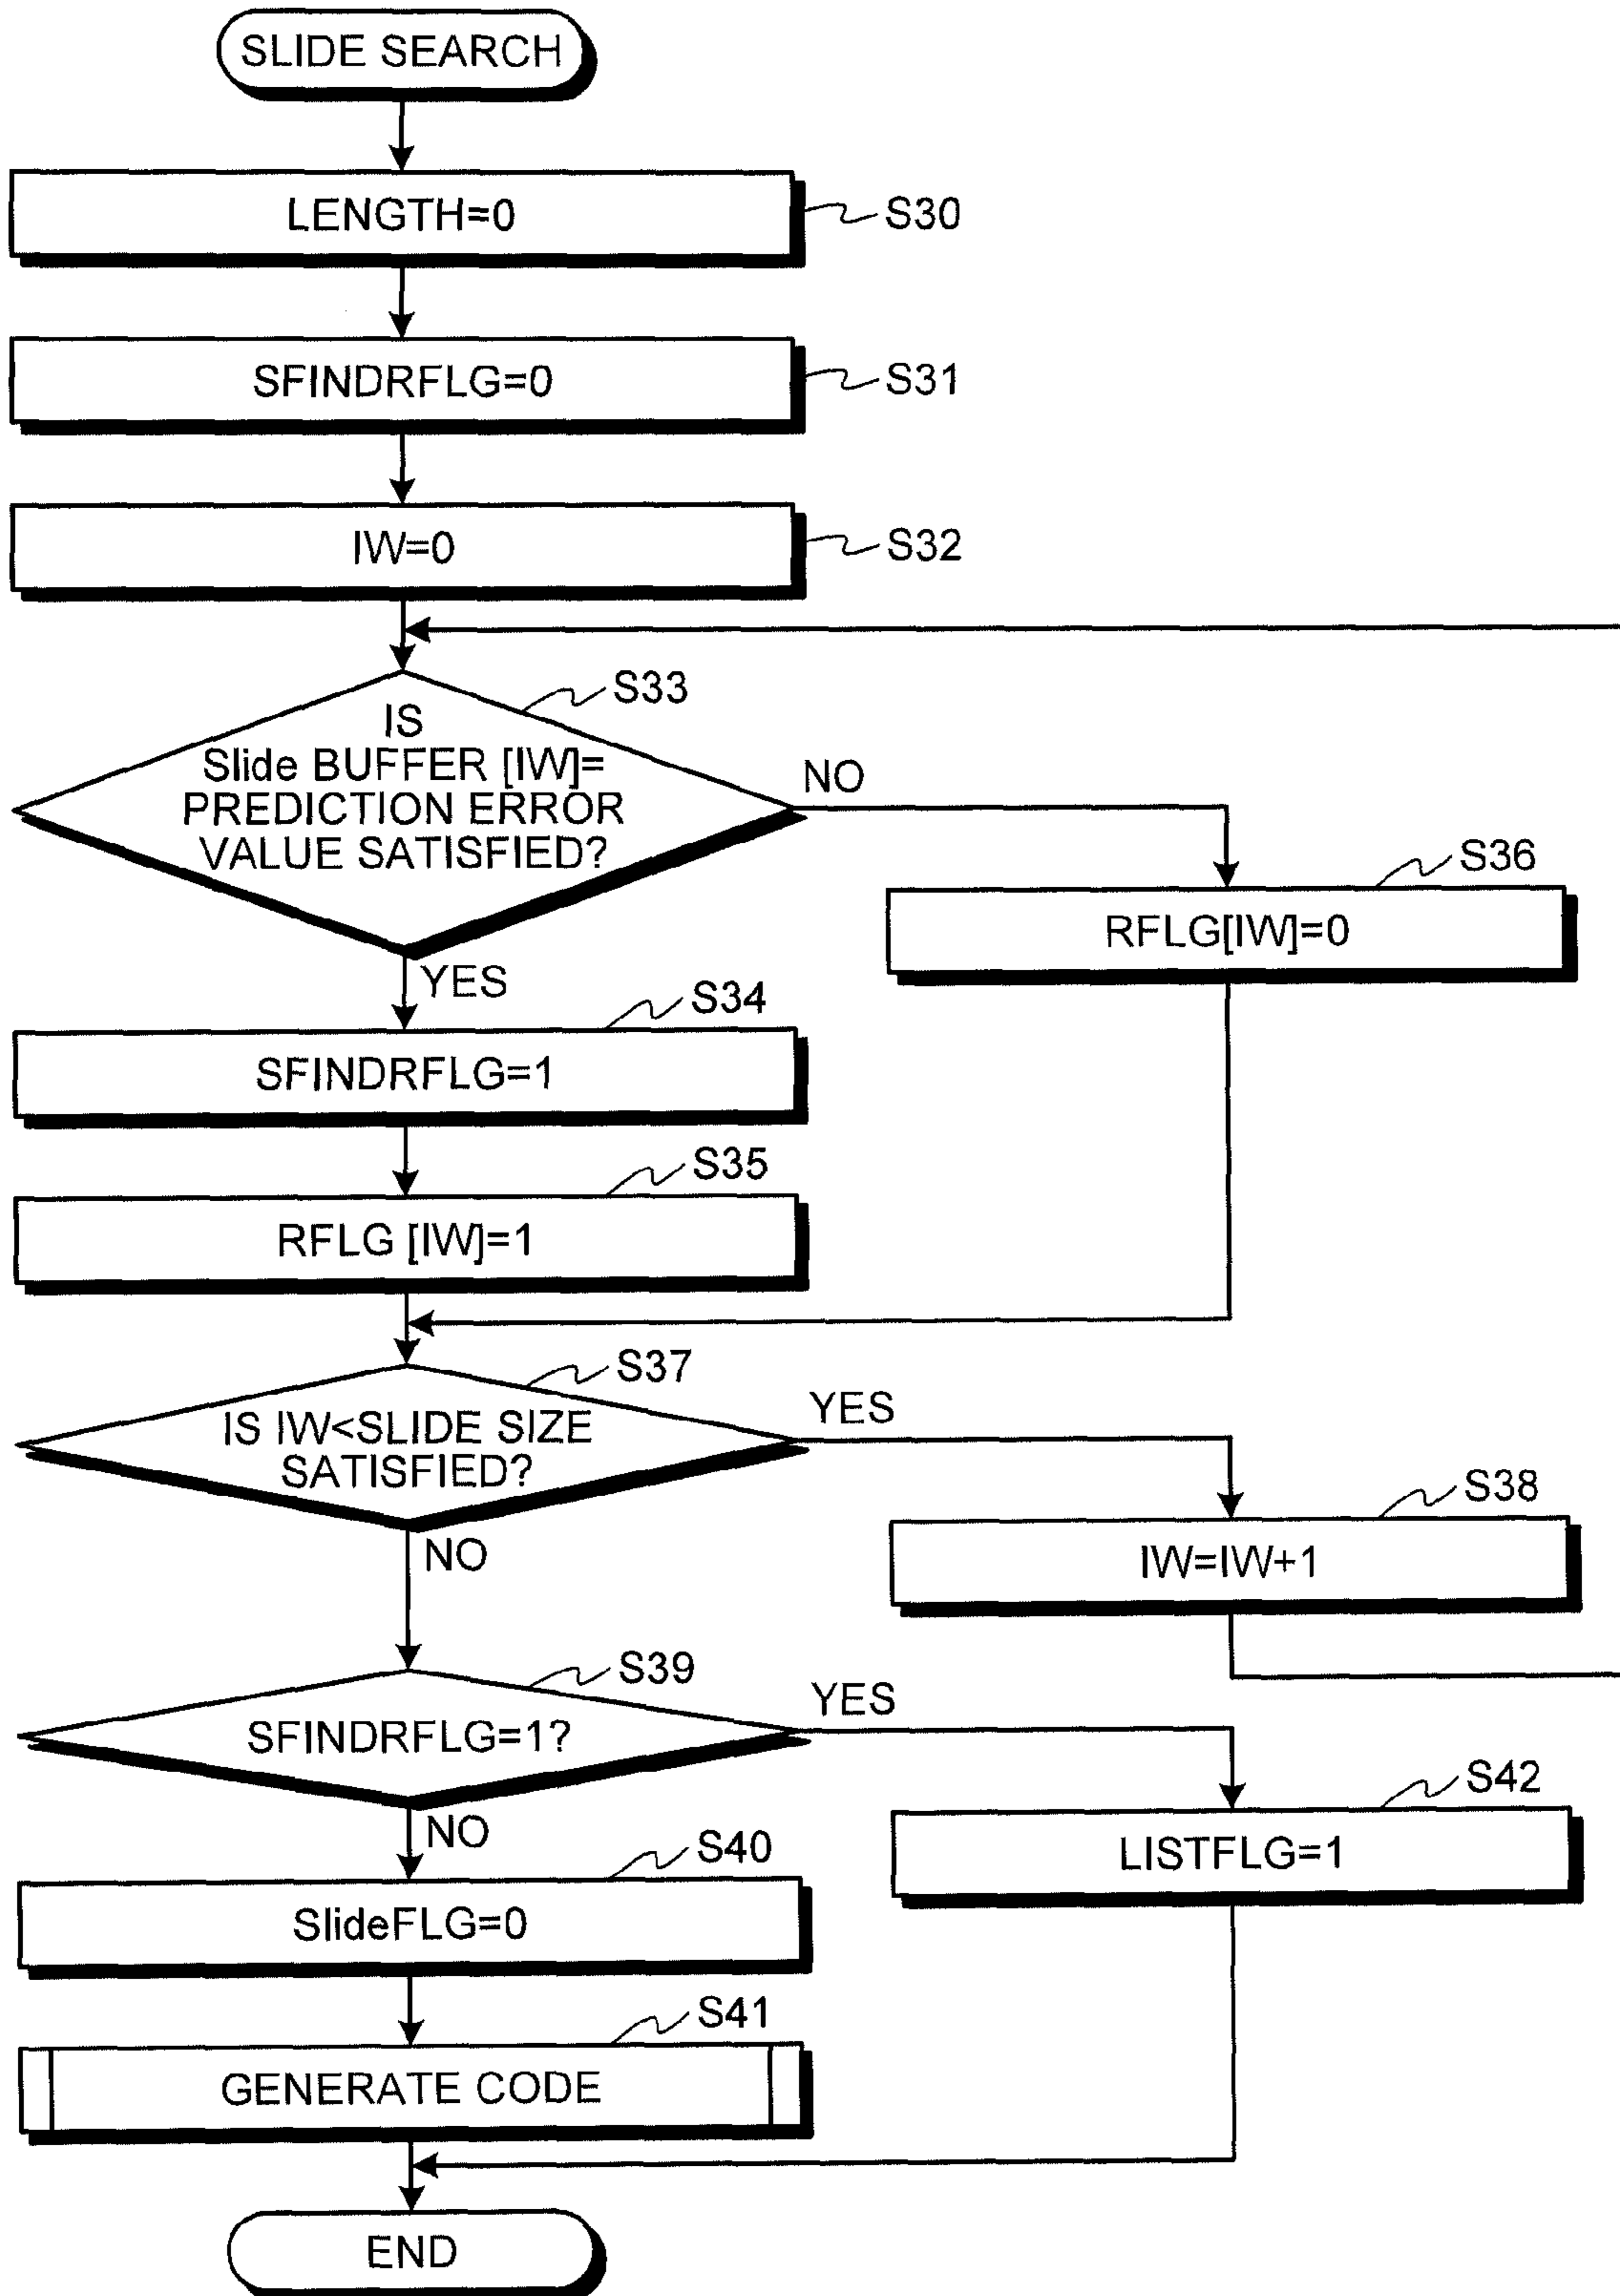 SLIDE SEARCH
LENGTH=0
S30
SFINDRFLG=0
S31
IW=0
S32
S33
IS
Slide BUFFER [IW]=
PREDICTION ERROR
VALUE SATISFIED?
NO
S36
RFLG[IW]=0
YES
S34
SFINDRFLG=1
S35
RFLG [IW]=1
S37
IS IW<SLIDE SIZE
SATISFIED?
YES
S38
IW=IW+1
NO
S39
SFINDRFLG=1?
YES
S42
LISTFLG=1
NO
S40
SlideFLG=0
S41
GENERATE CODE
END